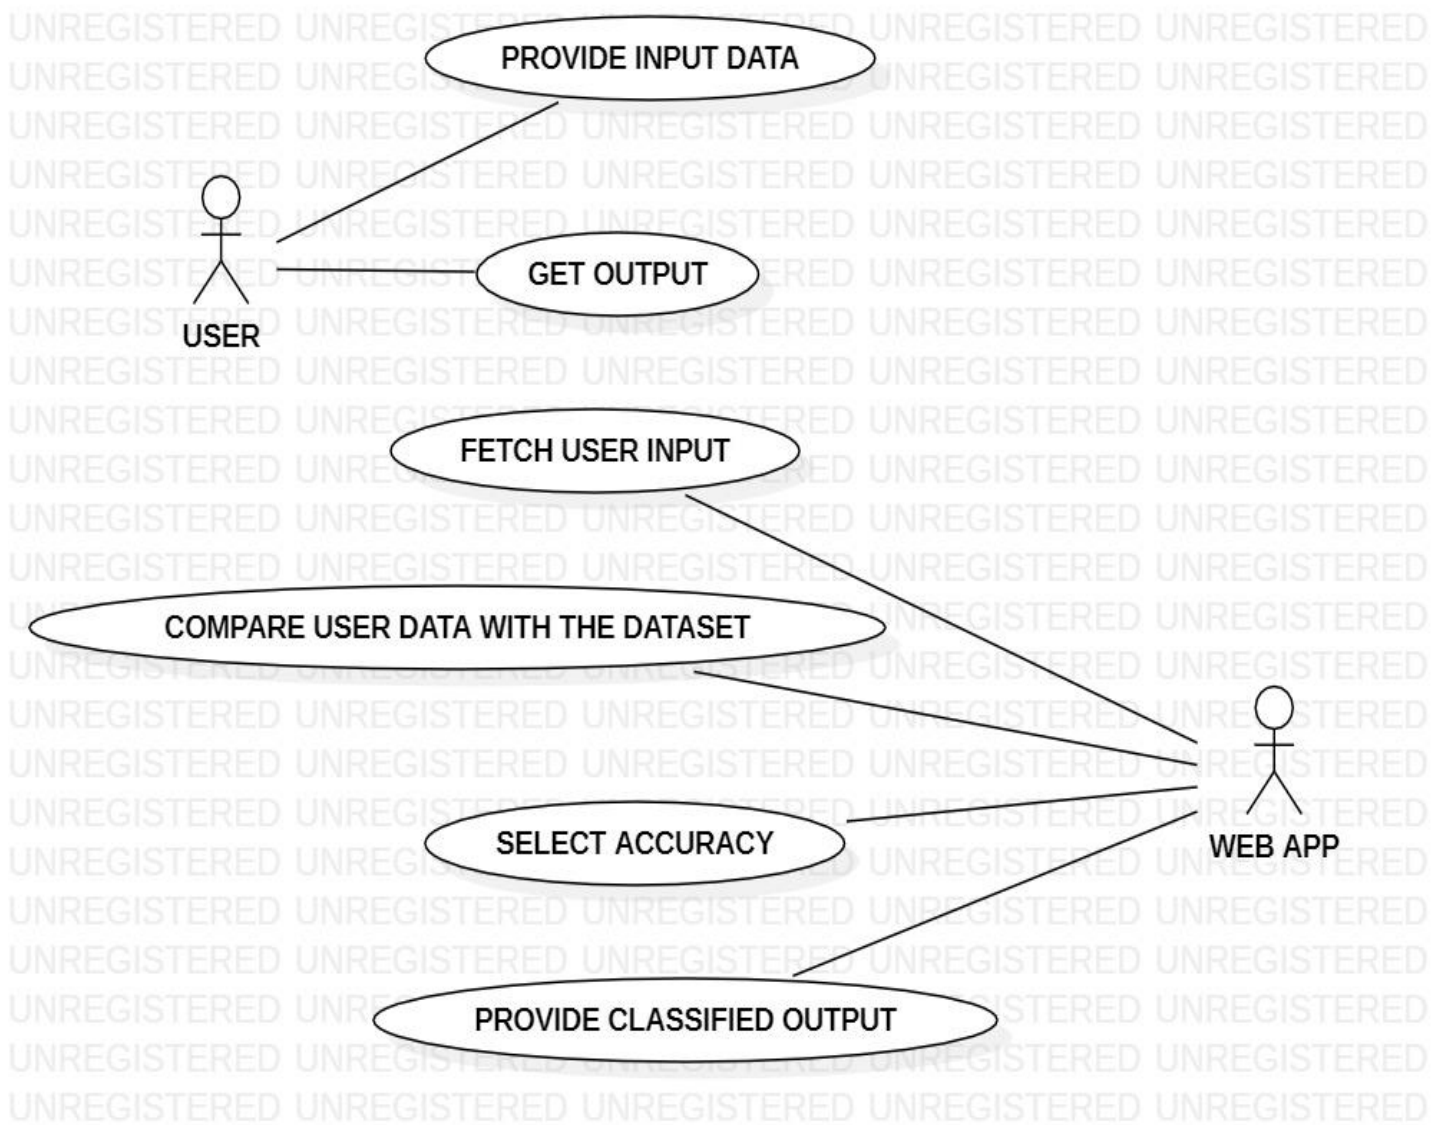 PROVIDE INPUT DATA
GET OUTPUT
USER
FETCH USER INPUT
COMPARE USER DATA WITH THE DATASET
SELECT ACCURACY
WEB APP
PROVIDE CLASSIFIED OUTPUT
UNREGISTERED